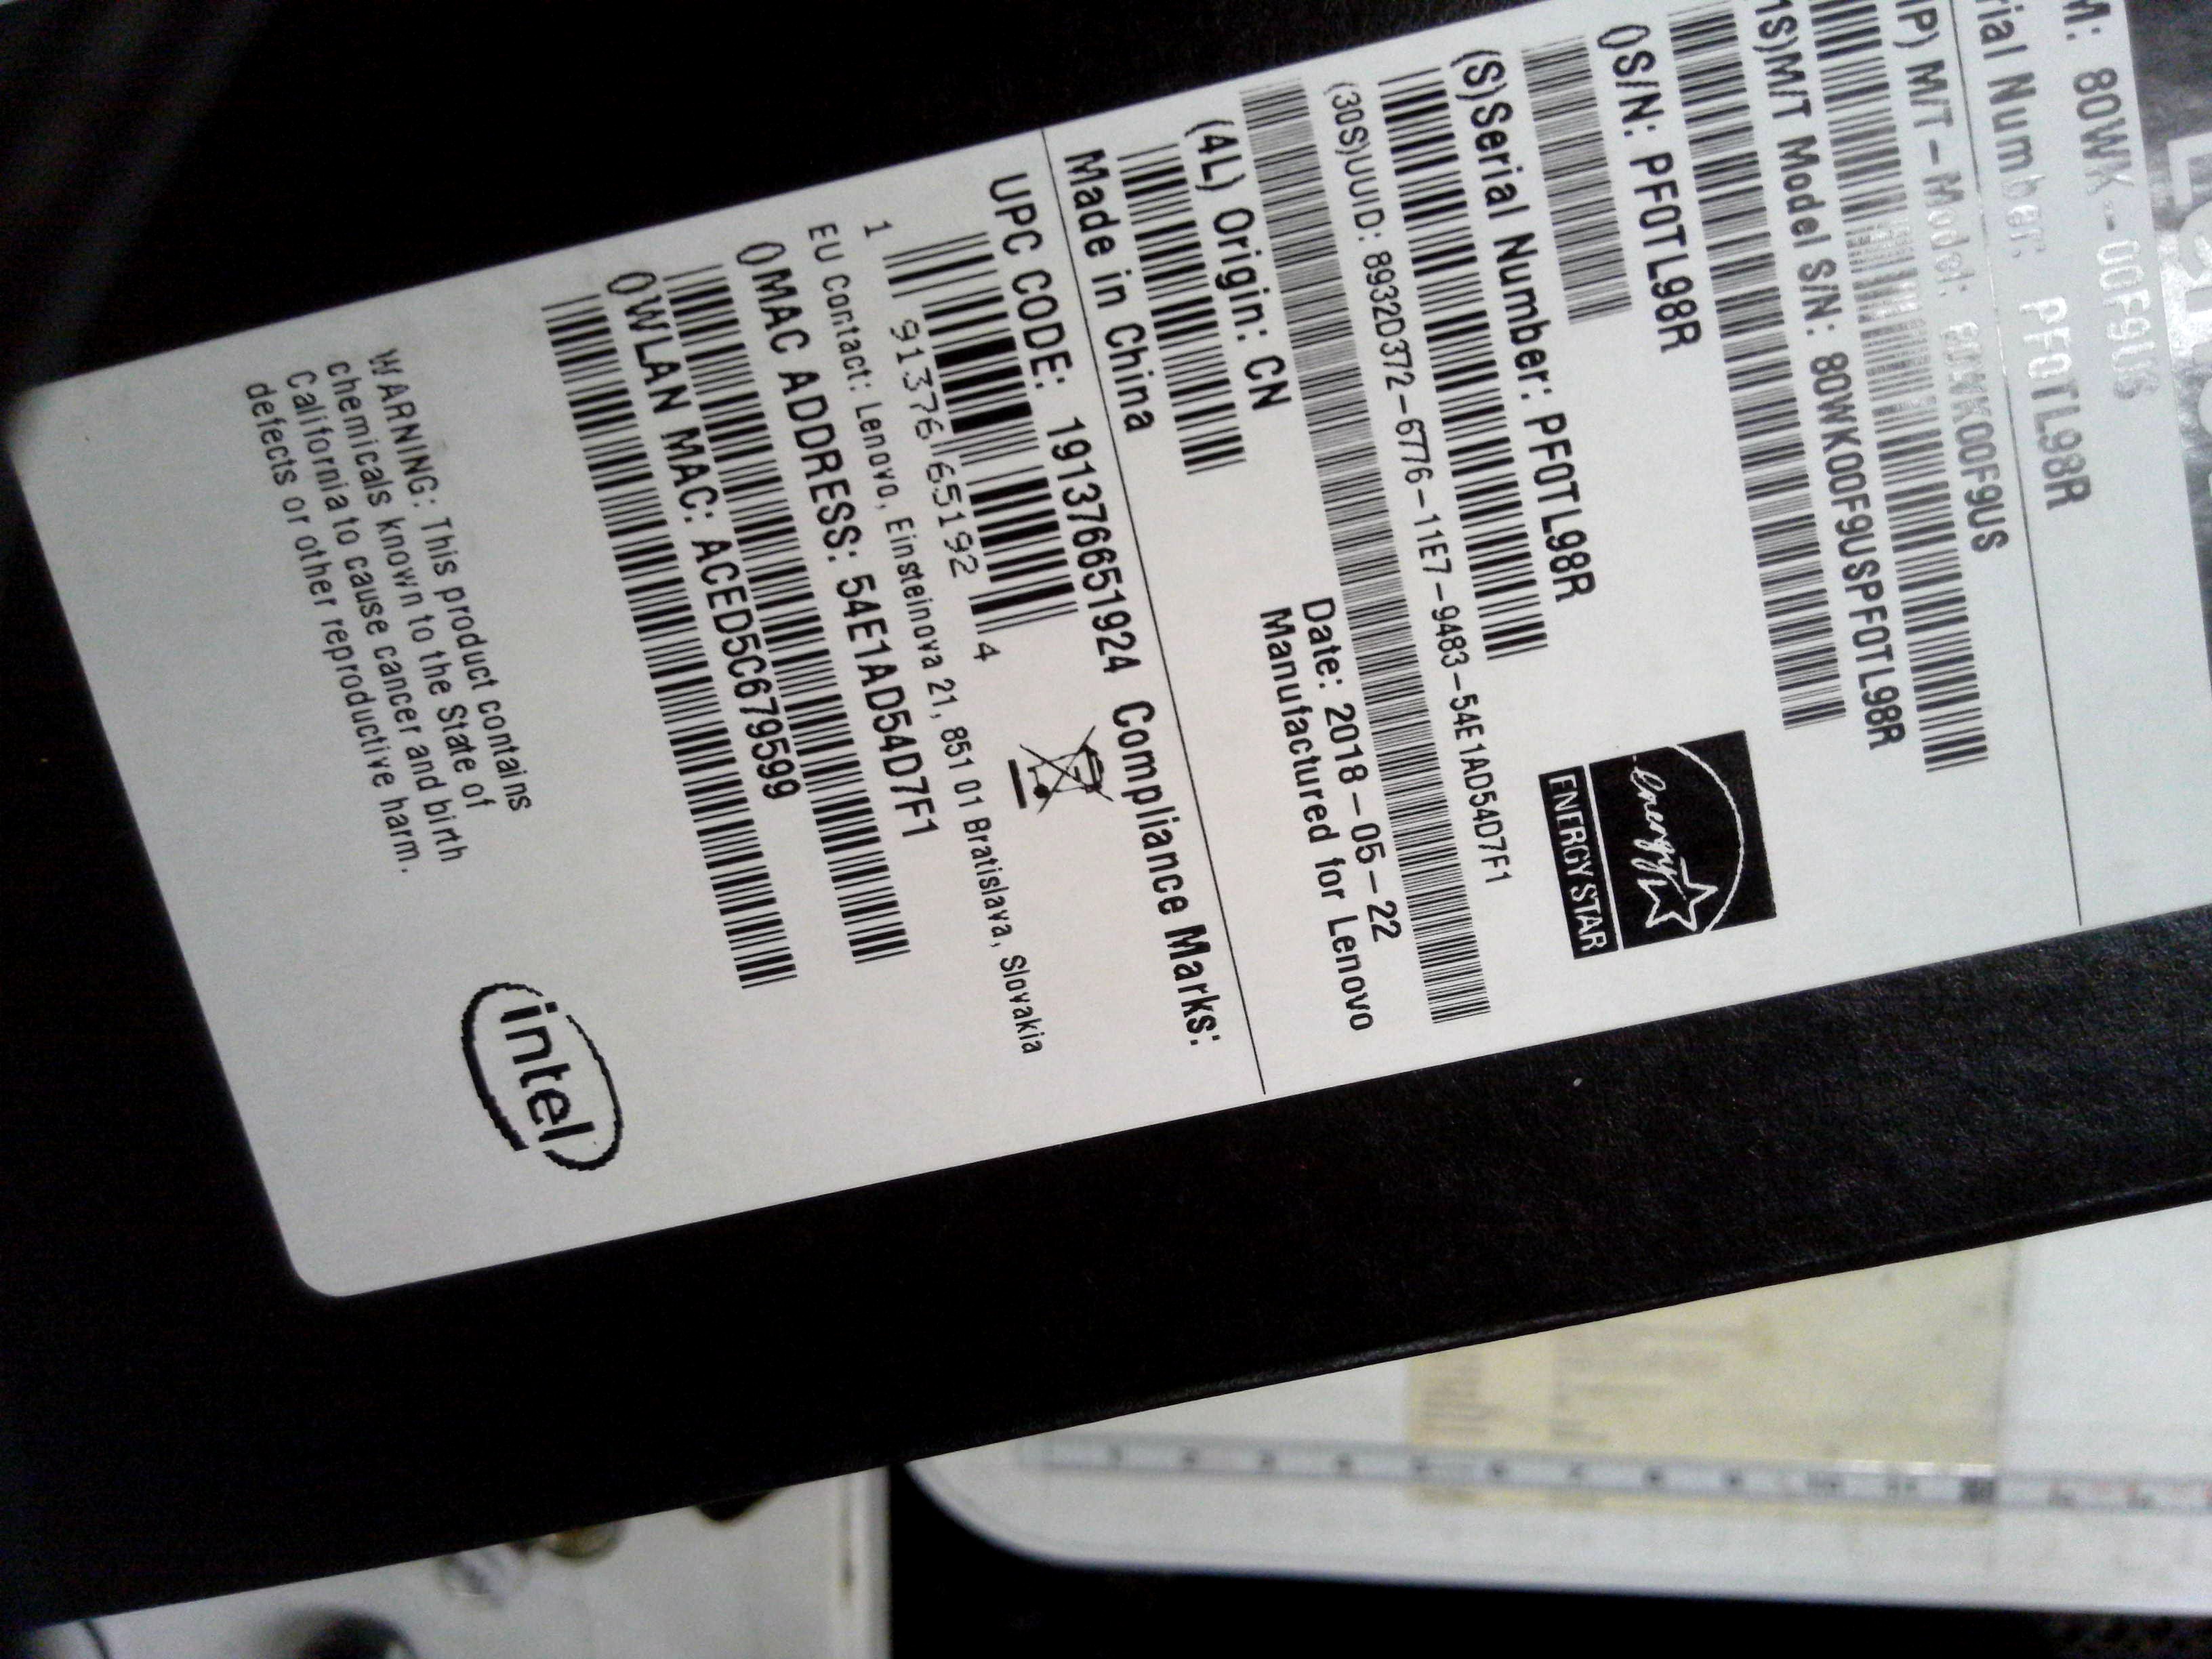 M: 80WK--00F9US
rial Number: PF0TL98R
1P) M/T-Model: 80WK00F9US
1S)M/T Model S/N: 80WK00F9USPF0TL98R
()S/N: PF0TL98R
energy
ENERGY STAR
(S)Serial Number: PF0TL98R
(30S)UUID: 8932D372-6776-11E7-9483-54E1AD54D7F1
(4L) Origin: CN
Date: 2018-05-22
Made in China
Manufactured for Lenovo
UPC CODE: 191376651924
Compliance Marks:
1 91376 65192 4
EU Contact: Lenovo, Einsteinova 21, 851 01 Bratislava, Slovakia
()MAC ADDRESS: 54E1AD54D7F1
()WLAN MAC: ACED5C679599
WARNING: This product contains
chemicals known to the State of
California to cause cancer and birth
defects or other reproductive harm.
intel